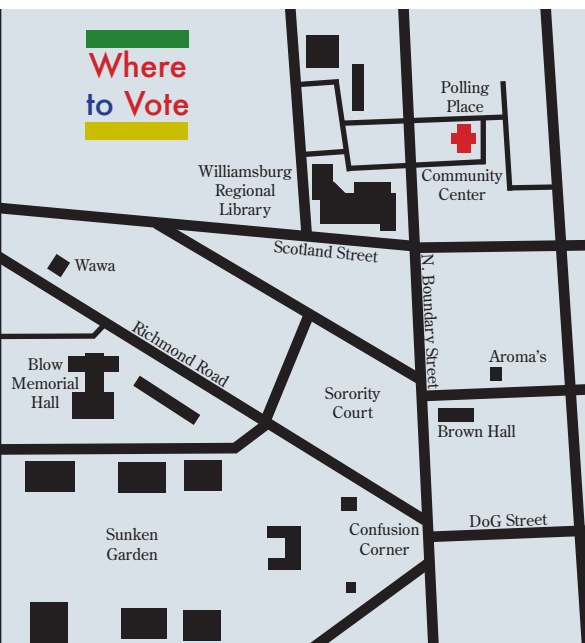 Where
to Vote
Polling
Place
Williamsburg
Regional
Library
Community
Center
Scotland Street
Wawa
N. Boundary Street
Richmond Road
Blow
Memorial
Hall
Aroma's
Sorority
Court
Brown Hall
DoG Street
Sunken
Garden
Confusion
Corner